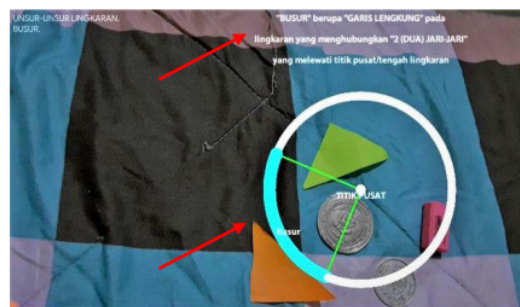 UNSUR-UNSUR LINGKARAN.
BUSUR.
"BUSUR" berupa "GARIS LENGKUNG" pada
lingkaran yang menghubungkan "2 (DUA) JARI-JARI"
yang melewati titik pusat/tengah lingkaran
TITIK PUSAT
Busur